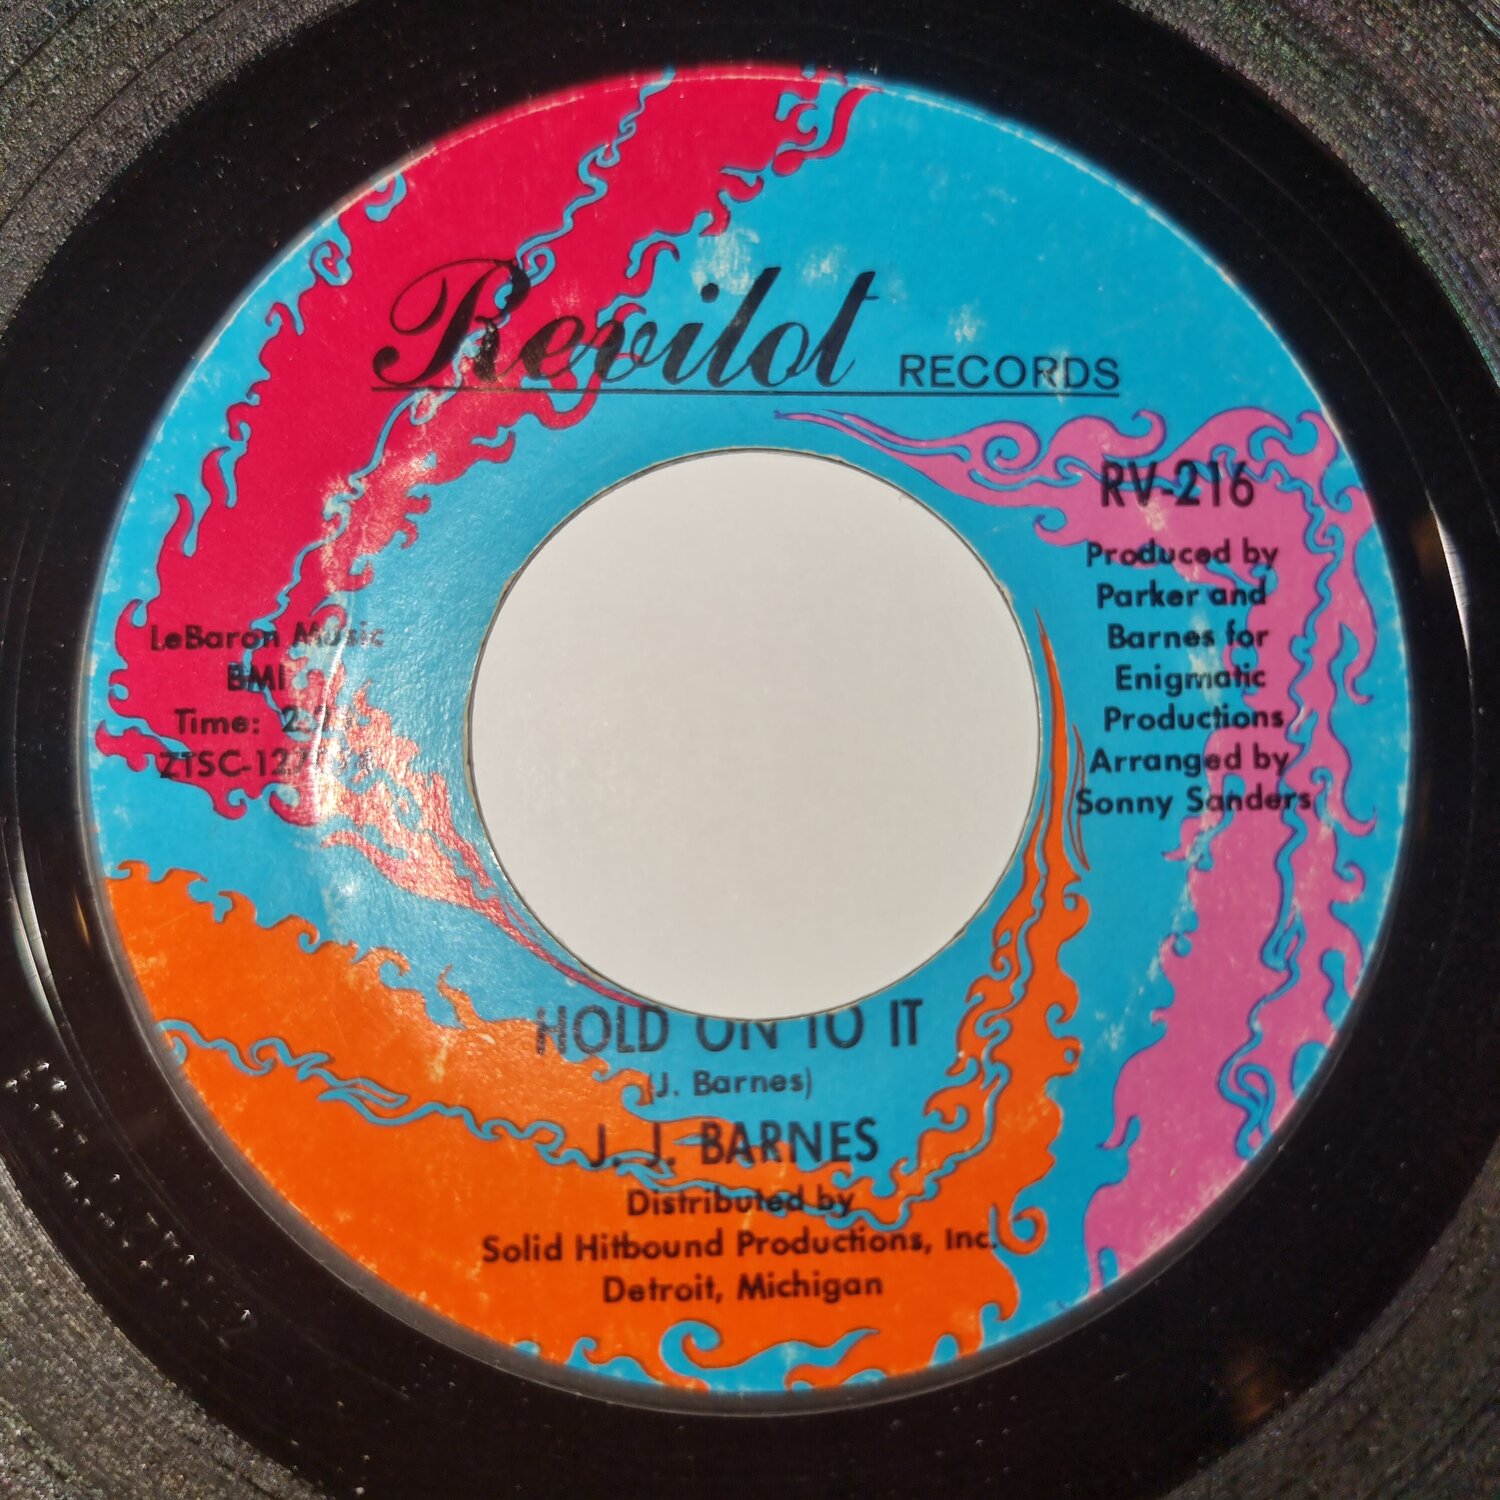 Revilot RECORDS
RV-216
Produced by
Parker and
Barnes for
Enigmatic
Productions
Arranged by
Sonny Sanders
LeBaron Music
BMI
Time:
HOLD ON TO IT
(J. Barnes)
J. J. BARNES
Distributed by
Solid Hitbound Productions, Inc.
Detroit, Michigan